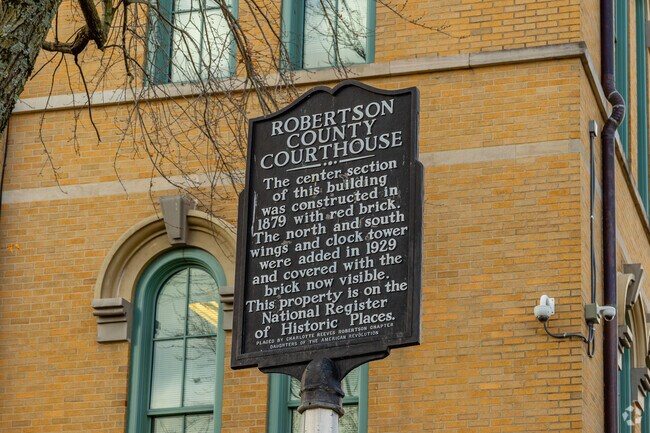 ROBERTSON
COUNTY
COURTHOUSE
The center section
of this building
was constructed in
1879 with red brick.
The north and south
wings and clock tower
were added in 1929
and covered with the
brick now visible.
This property is on the
National Register
of Historic Places.
PLACED BY CHARLOTTE REEVES ROBERTSON CHAPTER
DAUGHTERS OF THE AMERICAN REVOLUTION